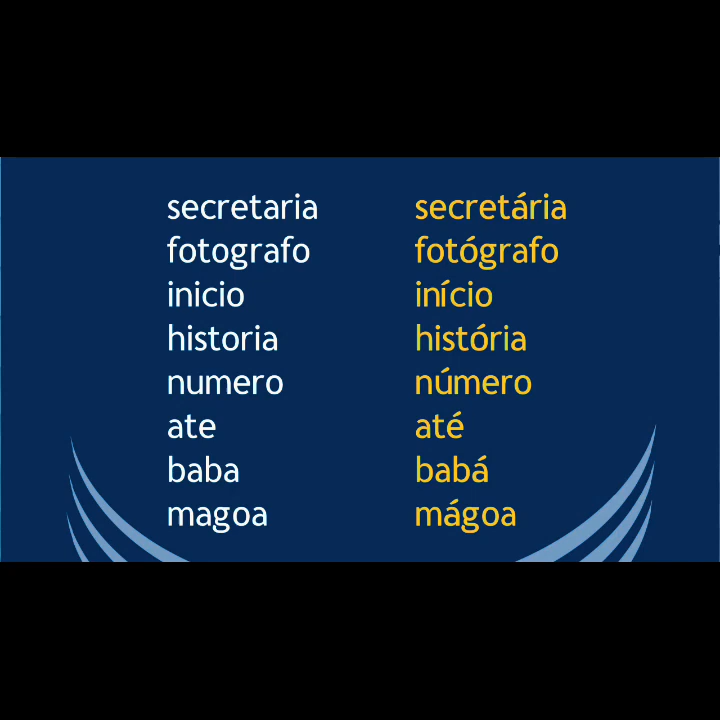 secretaria secretária
fotografo fotógrafo
inicio início
historia história
numero número
ate até
baba babá
magoa mágoa